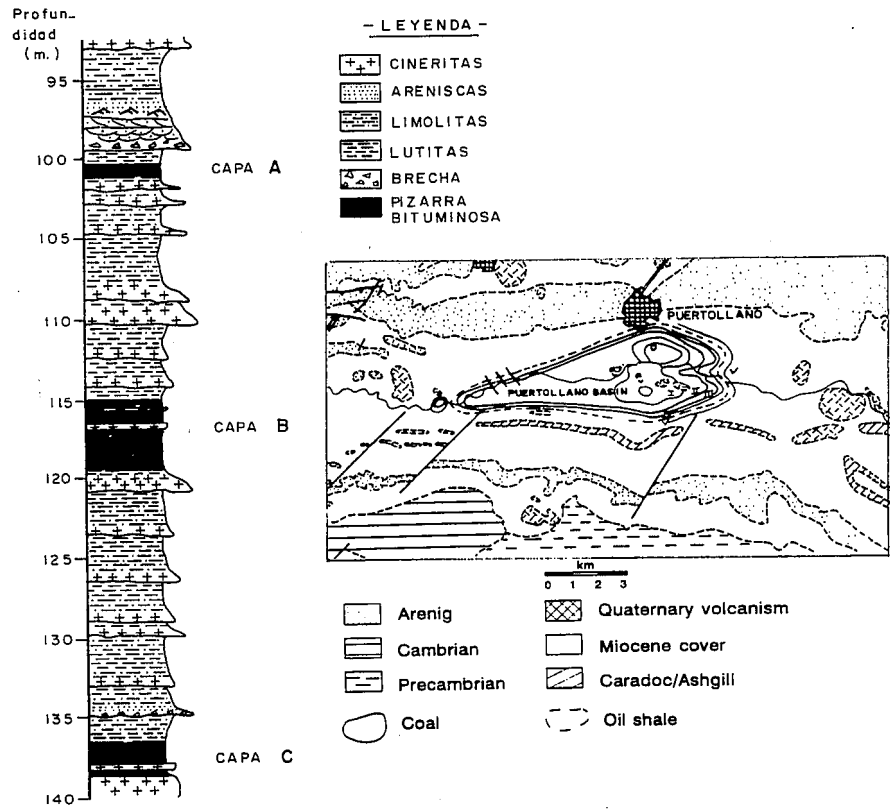 Profun-
didad
(m.)
95
100
105
110
115
120
125
130
135
140
CAPA A
CAPA B
CAPA C
- LEYENDA -
CINERITAS
ARENISCAS
LIMOLITAS
LUTITAS
BRECHA
PIZARRA
BITUMINOSA
PUERTOLLANO
PUERTOLLANO BASIN
km
0 1 2 3
Arenig
Cambrian
Precambrian
Coal
Quaternary volcanism
Miocene cover
Caradoc/Ashgill
Oil shale